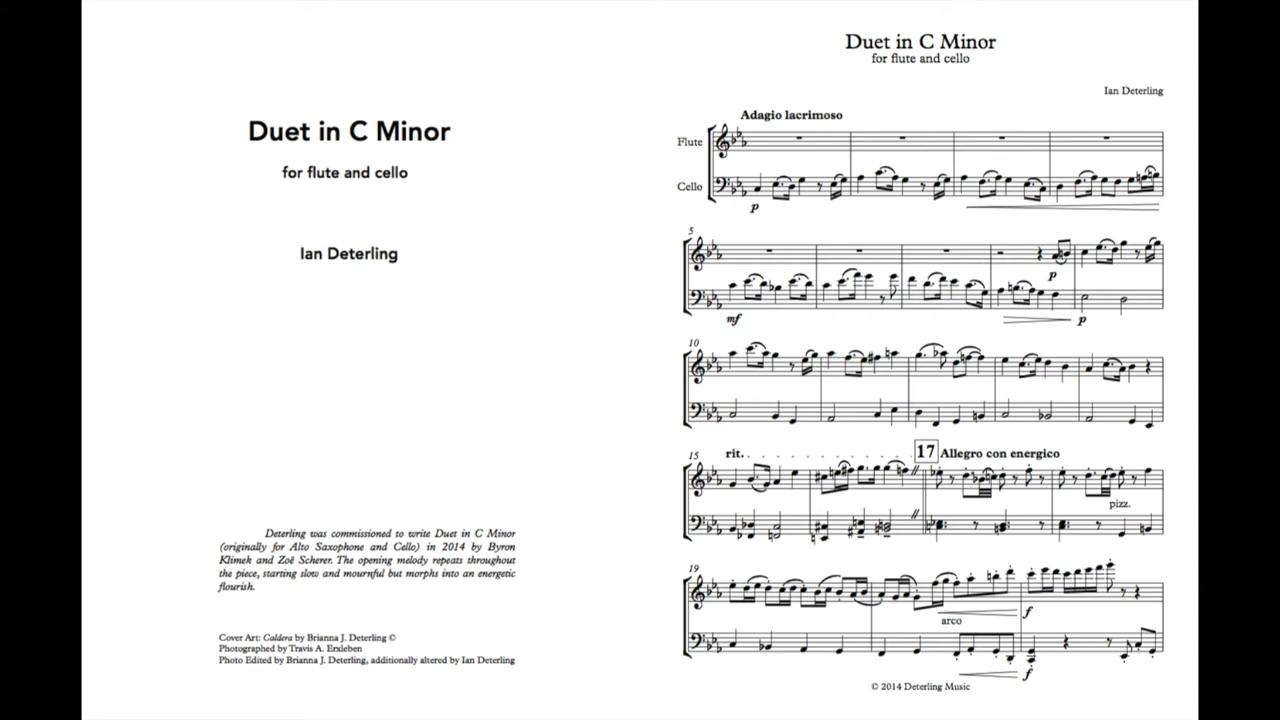 Duet in C Minor
for flute and cello
Ian Deterling
Deterling was commissioned to write Duet in C Minor
(originally for Alto Saxophone and Cello) in 2014 by Byron
Klimek and Zoë Scherer. The opening melody repeats throughout
the piece, starting slow and mournful but morphs into an energetic
flourish.
Cover Art: Caldera by Brianna J. Deterling ©
Photographed by Travis A. Erxleben
Photo Edited by Brianna J. Deterling, additionally altered by Ian Deterling
Duet in C Minor
for flute and cello
Ian Deterling
Adagio lacrimoso
Flute
Cello
p
5
p
mf
p
10
15
rit.
17 Allegro con energico
pizz.
19
f
arco
f
© 2014 Deterling Music